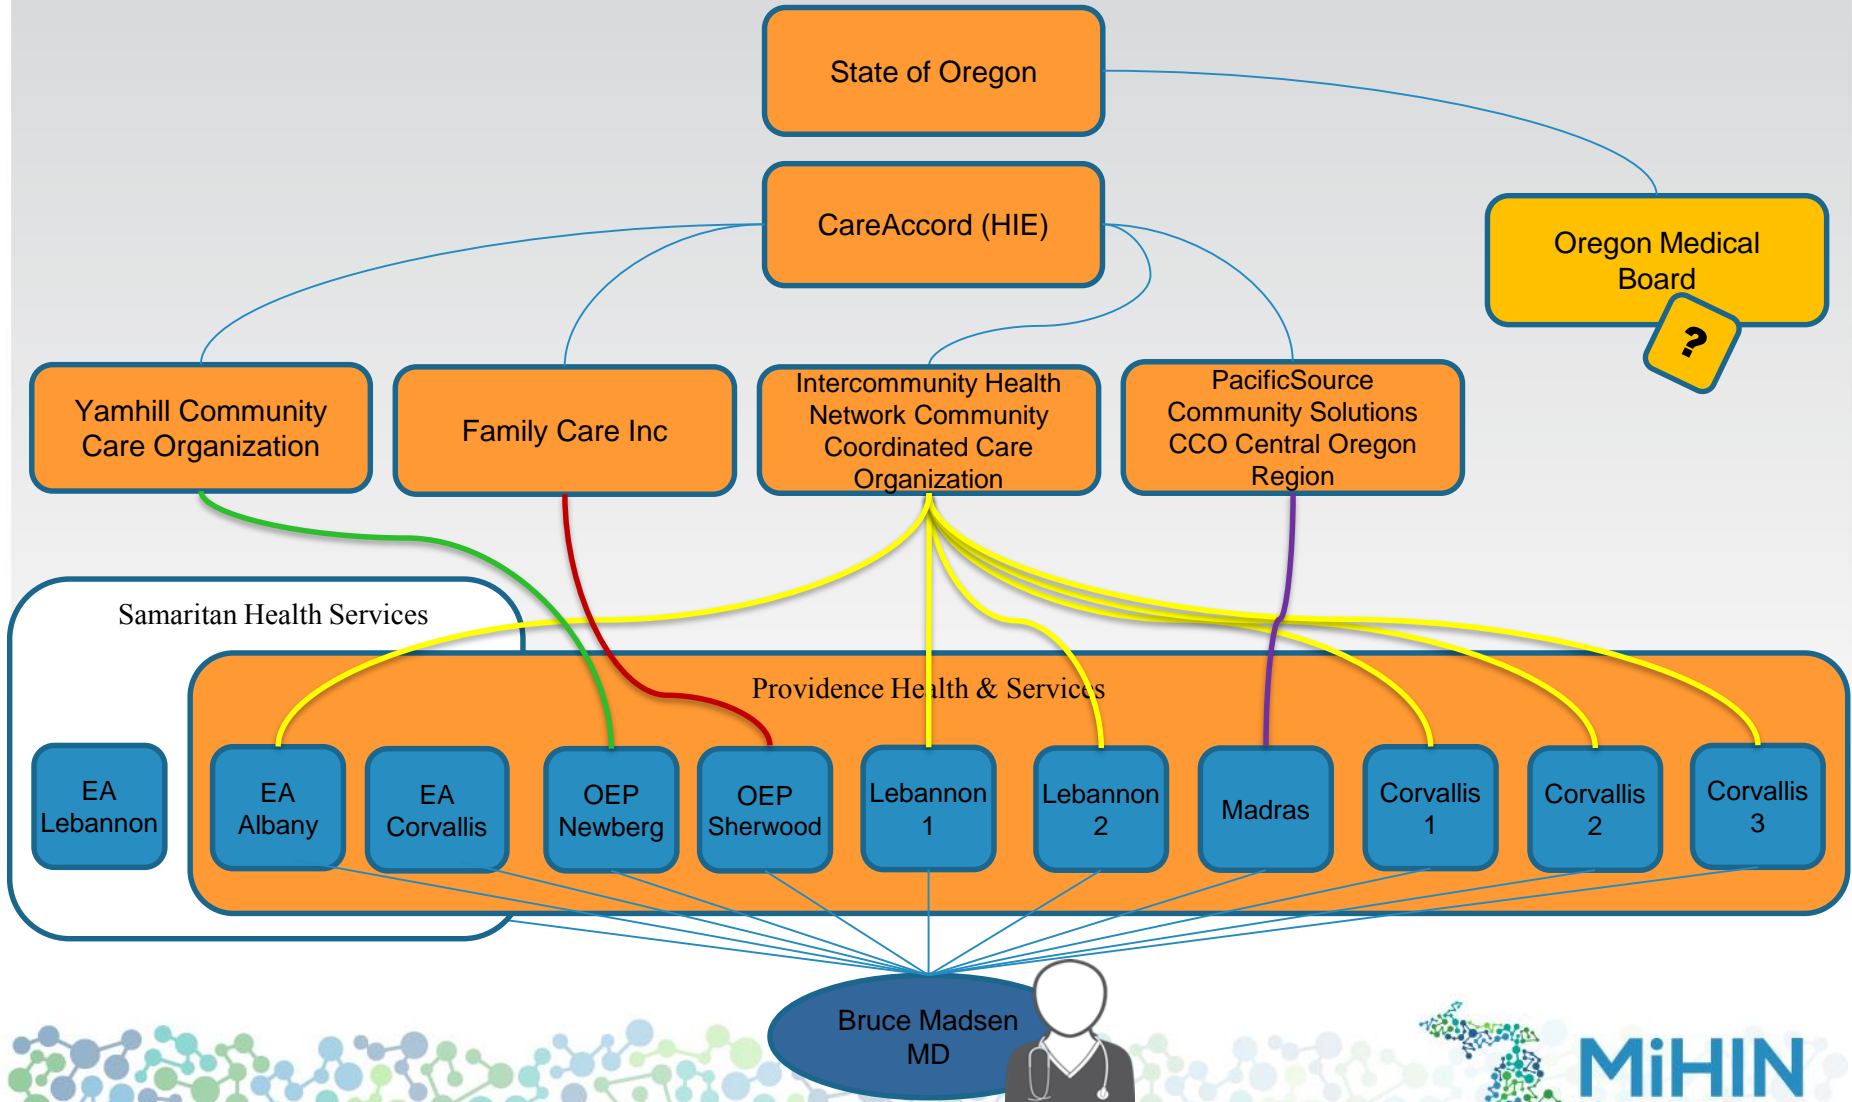 State of Oregon
CareAccord (HIE)
Oregon Medical
Board
?
Yamhill Community
Care Organization
Family Care Inc
Intercommunity Health
Network Community
Coordinated Care
Organization
PacificSource
Community Solutions
CCO Central Oregon
Region
Samaritan Health Services
Providence Health & Services
EA
Lebannon
EA
Albany
EA
Corvallis
OEP
Newberg
OEP
Sherwood
Lebannon
1
Lebannon
2
Madras
Corvallis
1
Corvallis
2
Corvallis
3
Bruce Madsen
MD
MiHIN